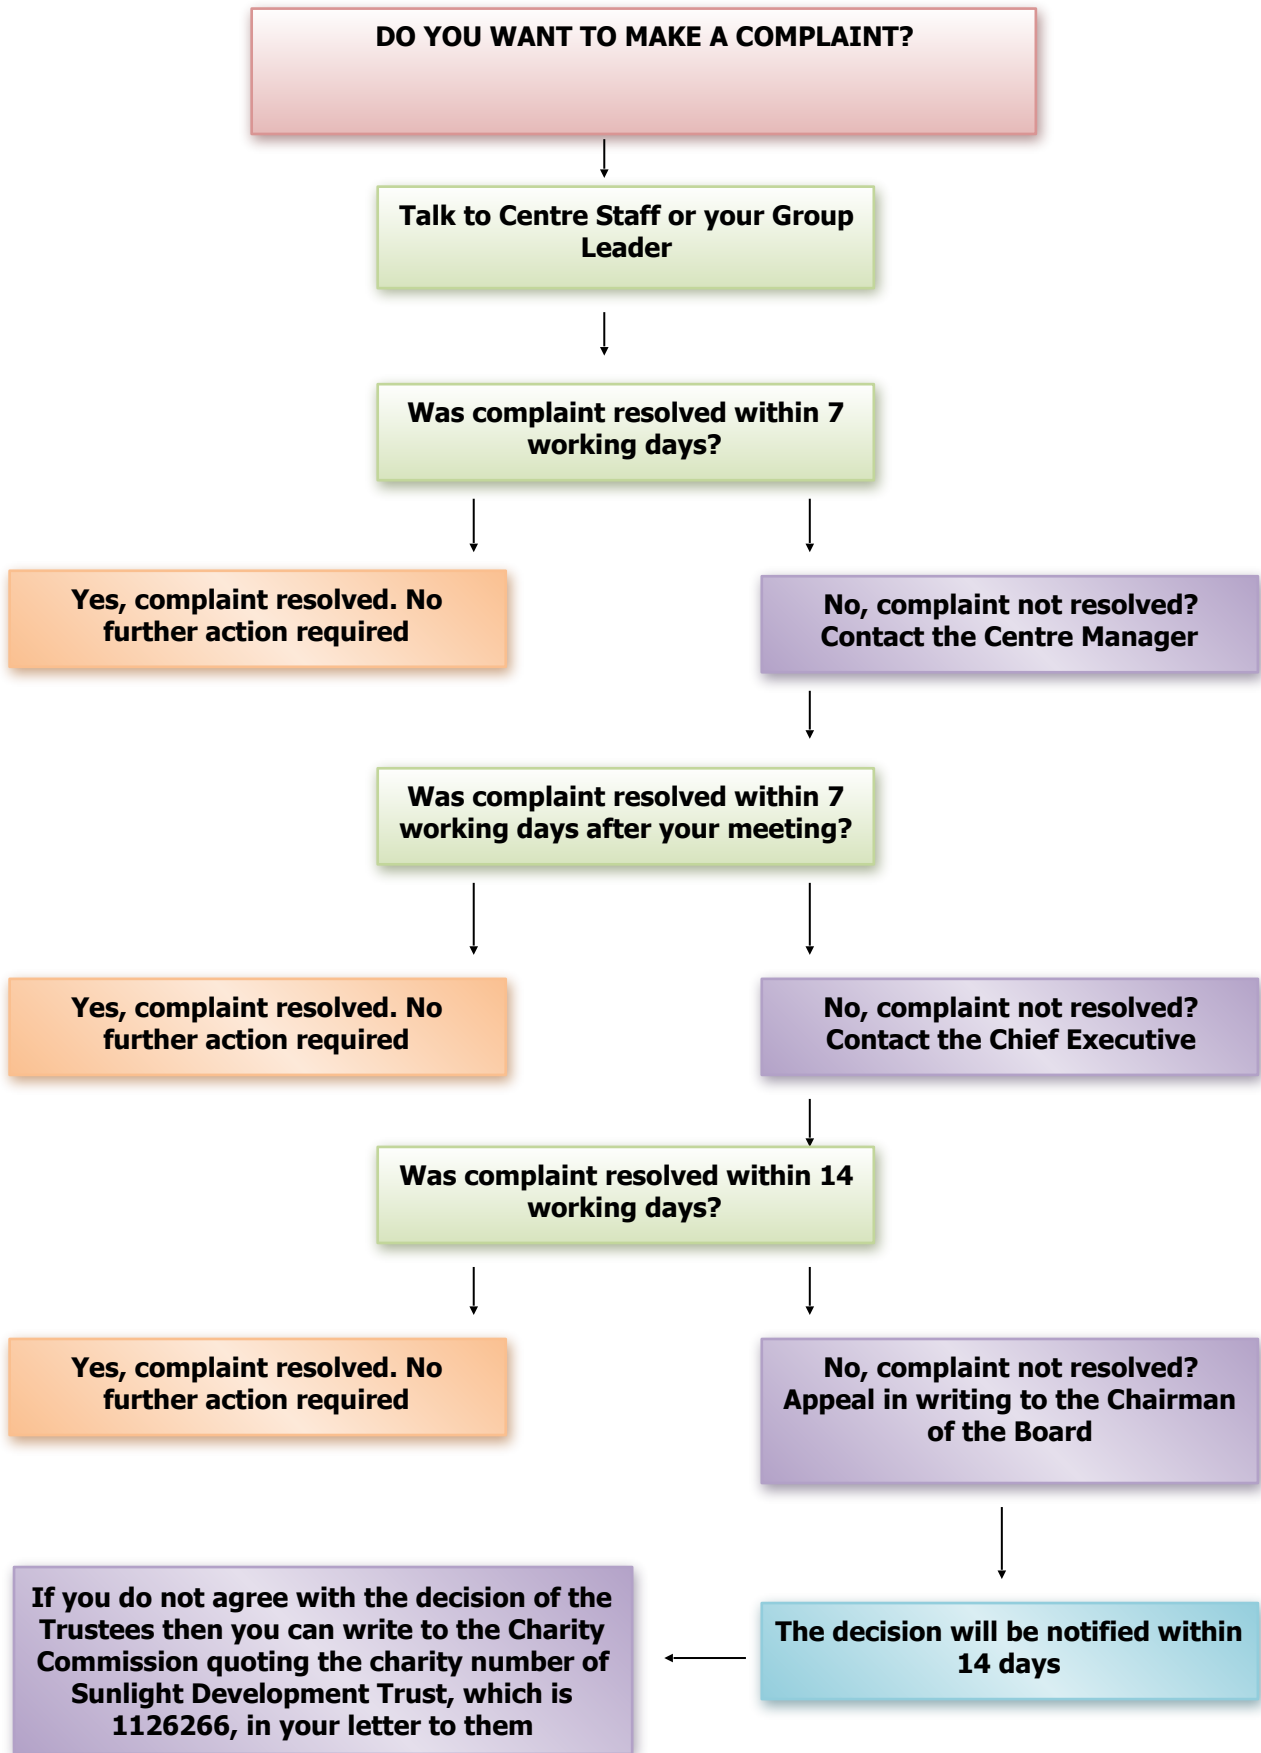 DO YOU WANT TO MAKE A COMPLAINT?
Talk to Centre Staff or your Group
Leader
Was complaint resolved within 7
working days?
Yes, complaint resolved. No
further action required
No, complaint not resolved?
Contact the Centre Manager
Was complaint resolved within 7
working days after your meeting?
Yes, complaint resolved. No
further action required
No, complaint not resolved?
Contact the Chief Executive
Was complaint resolved within 14
working days?
Yes, complaint resolved. No
further action required
No, complaint not resolved?
Appeal in writing to the Chairman
of the Board
The decision will be notified within
14 days
If you do not agree with the decision of the
Trustees then you can write to the Charity
Commission quoting the charity number of
Sunlight Development Trust, which is
1126266, in your letter to them